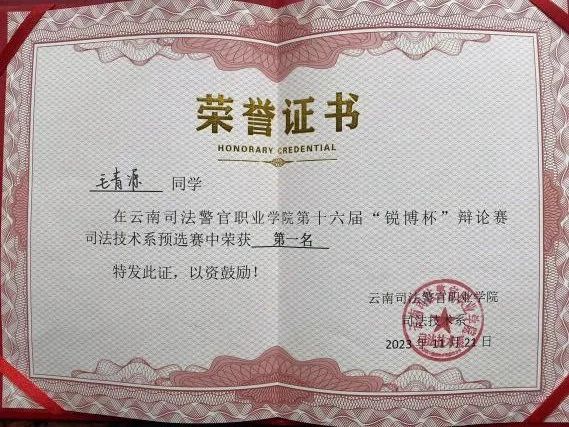 荣誉证书
HONORARY CREDENTIAL
毛青源 同学
在云南司法警官职业学院第十六届“锐博杯”辩论赛
司法技术系预选赛中荣获 第一名
特发此证，以资鼓励！
云南司法警官职业学院
司法技术系
2023年11月21日